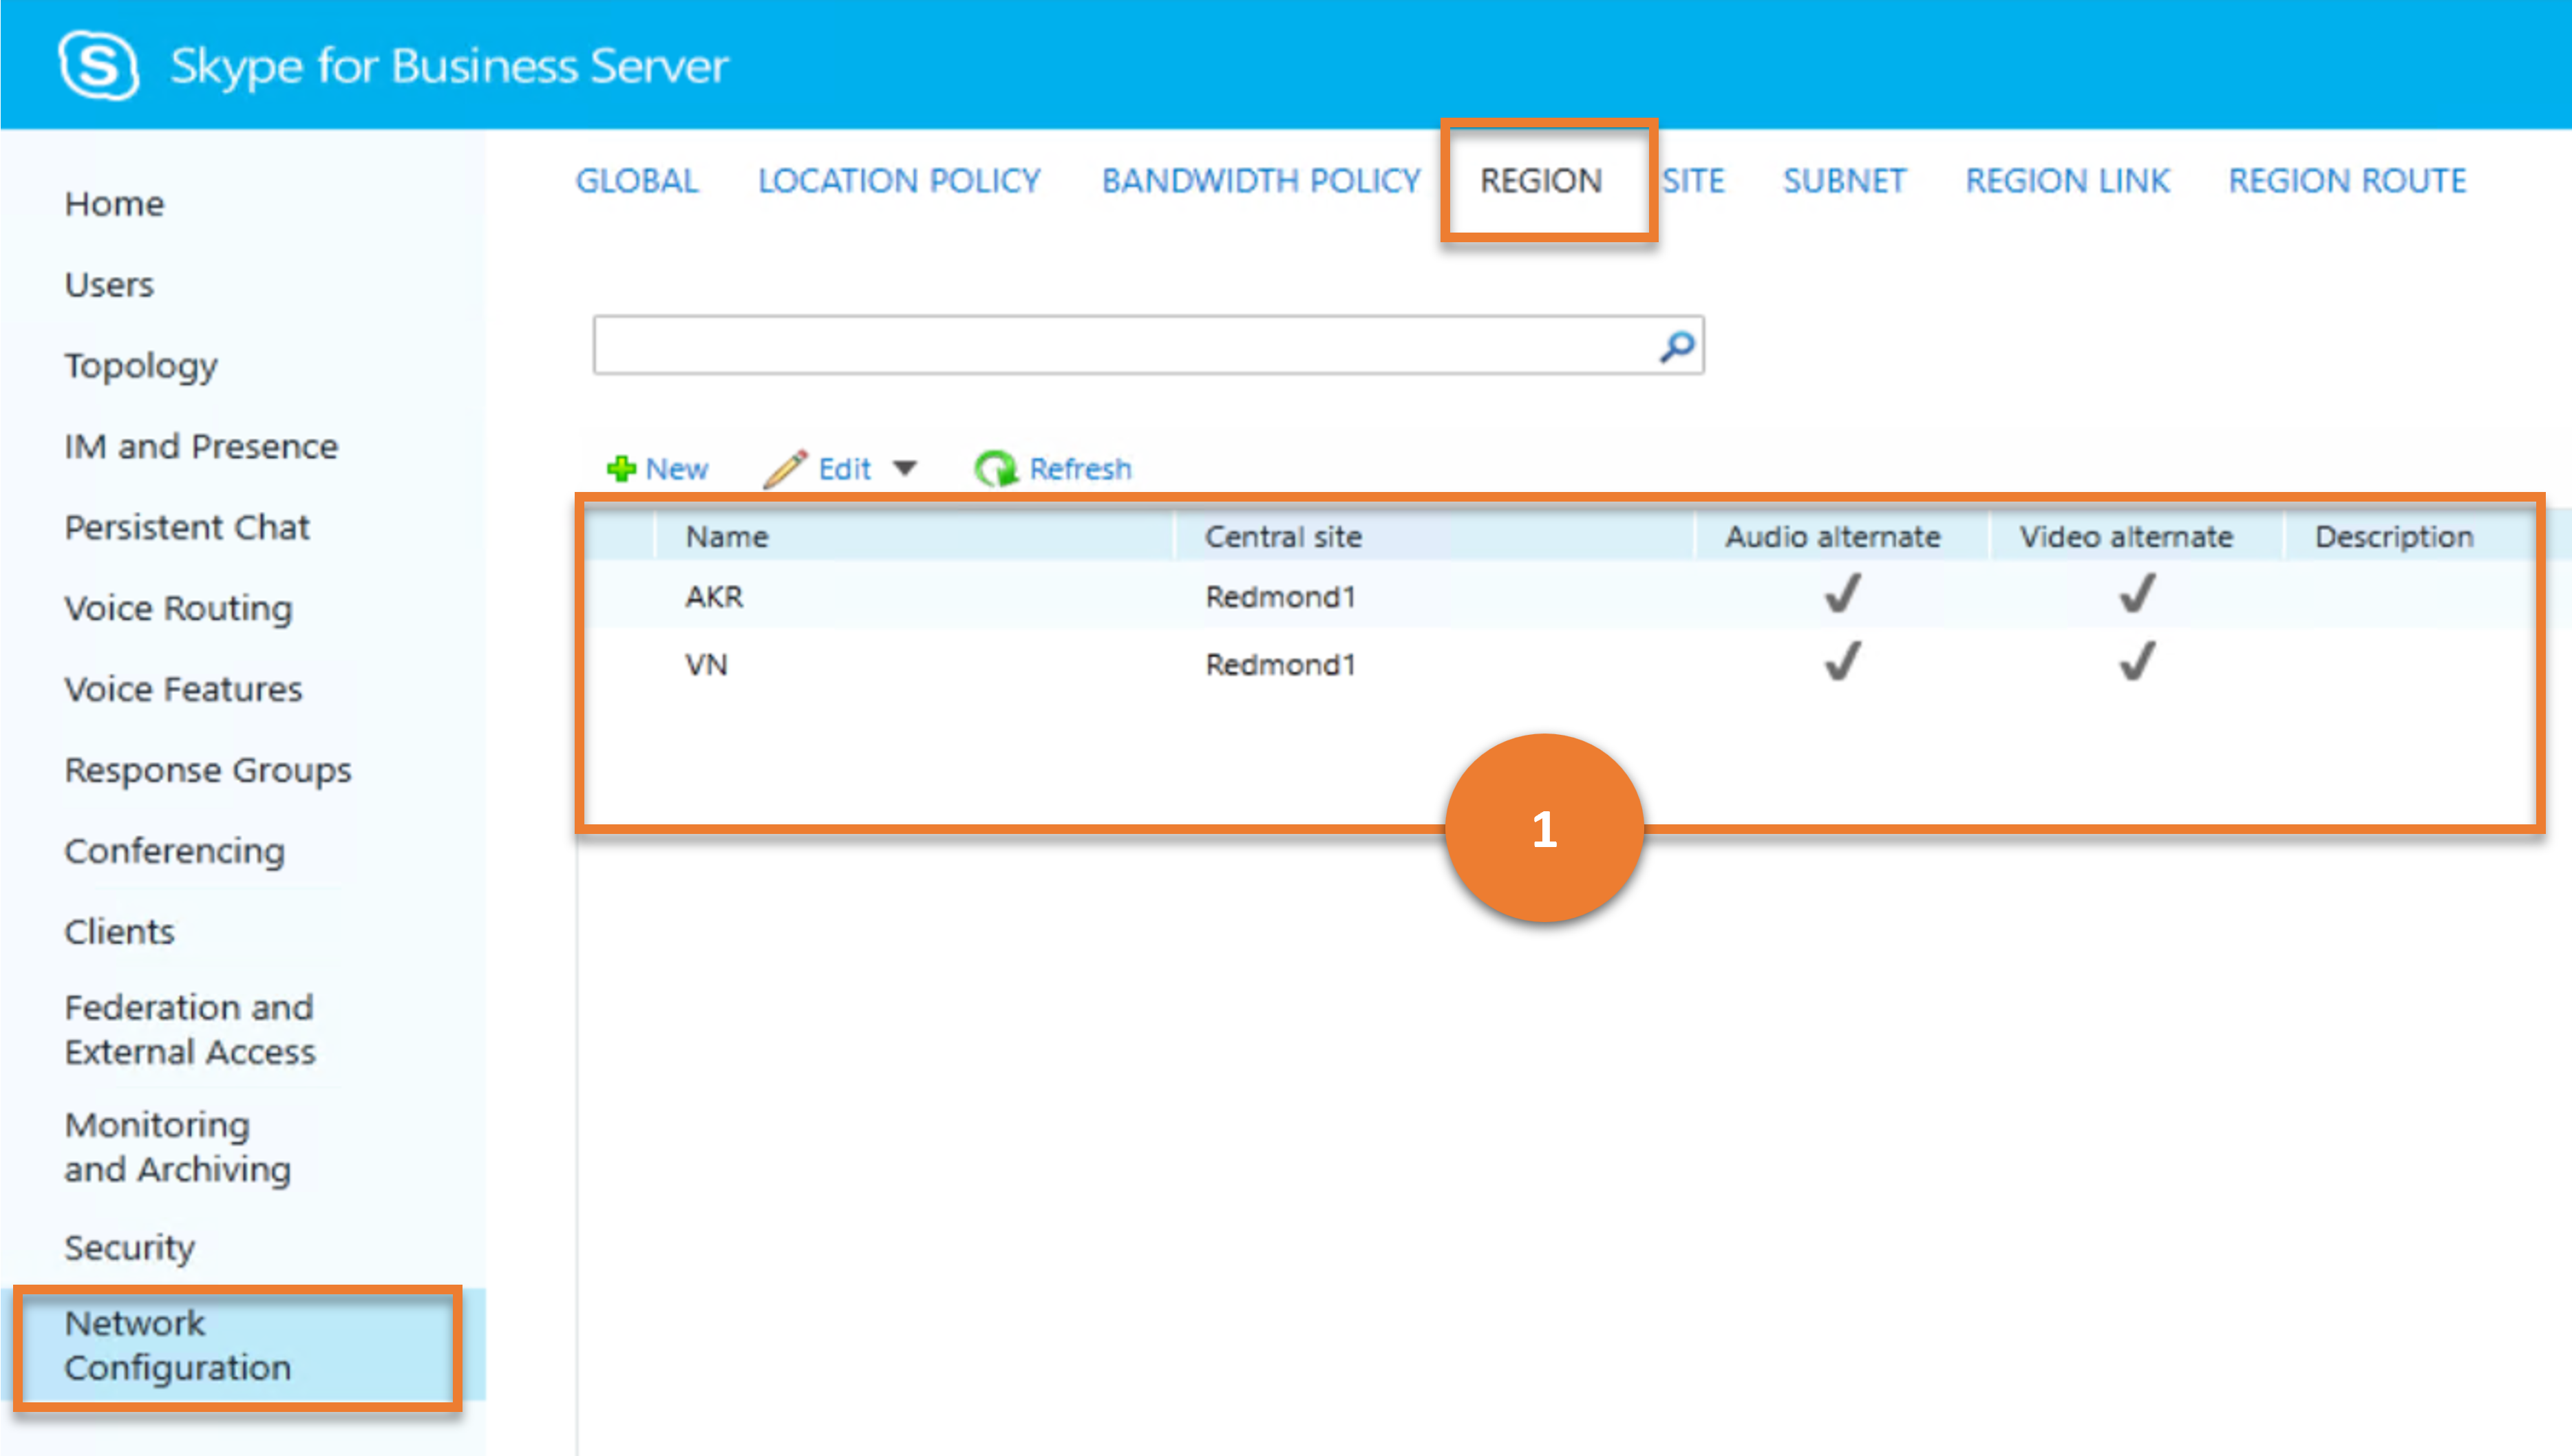 Skype for Business Server
Home
Users
Topology
IM and Presence
Persistent Chat
Voice Routing
Voice Features
Response Groups
Conferencing
Clients
Federation and
External Access
Monitoring
and Archiving
Security
Network
Configuration
GLOBAL LOCATION POLICY BANDWIDTH POLICY REGION SITE SUBNET REGION LINK REGION ROUTE
New Edit Refresh
Name Central site Audio alternate Video alternate Description
AKR Redmond1
VN Redmond1
1